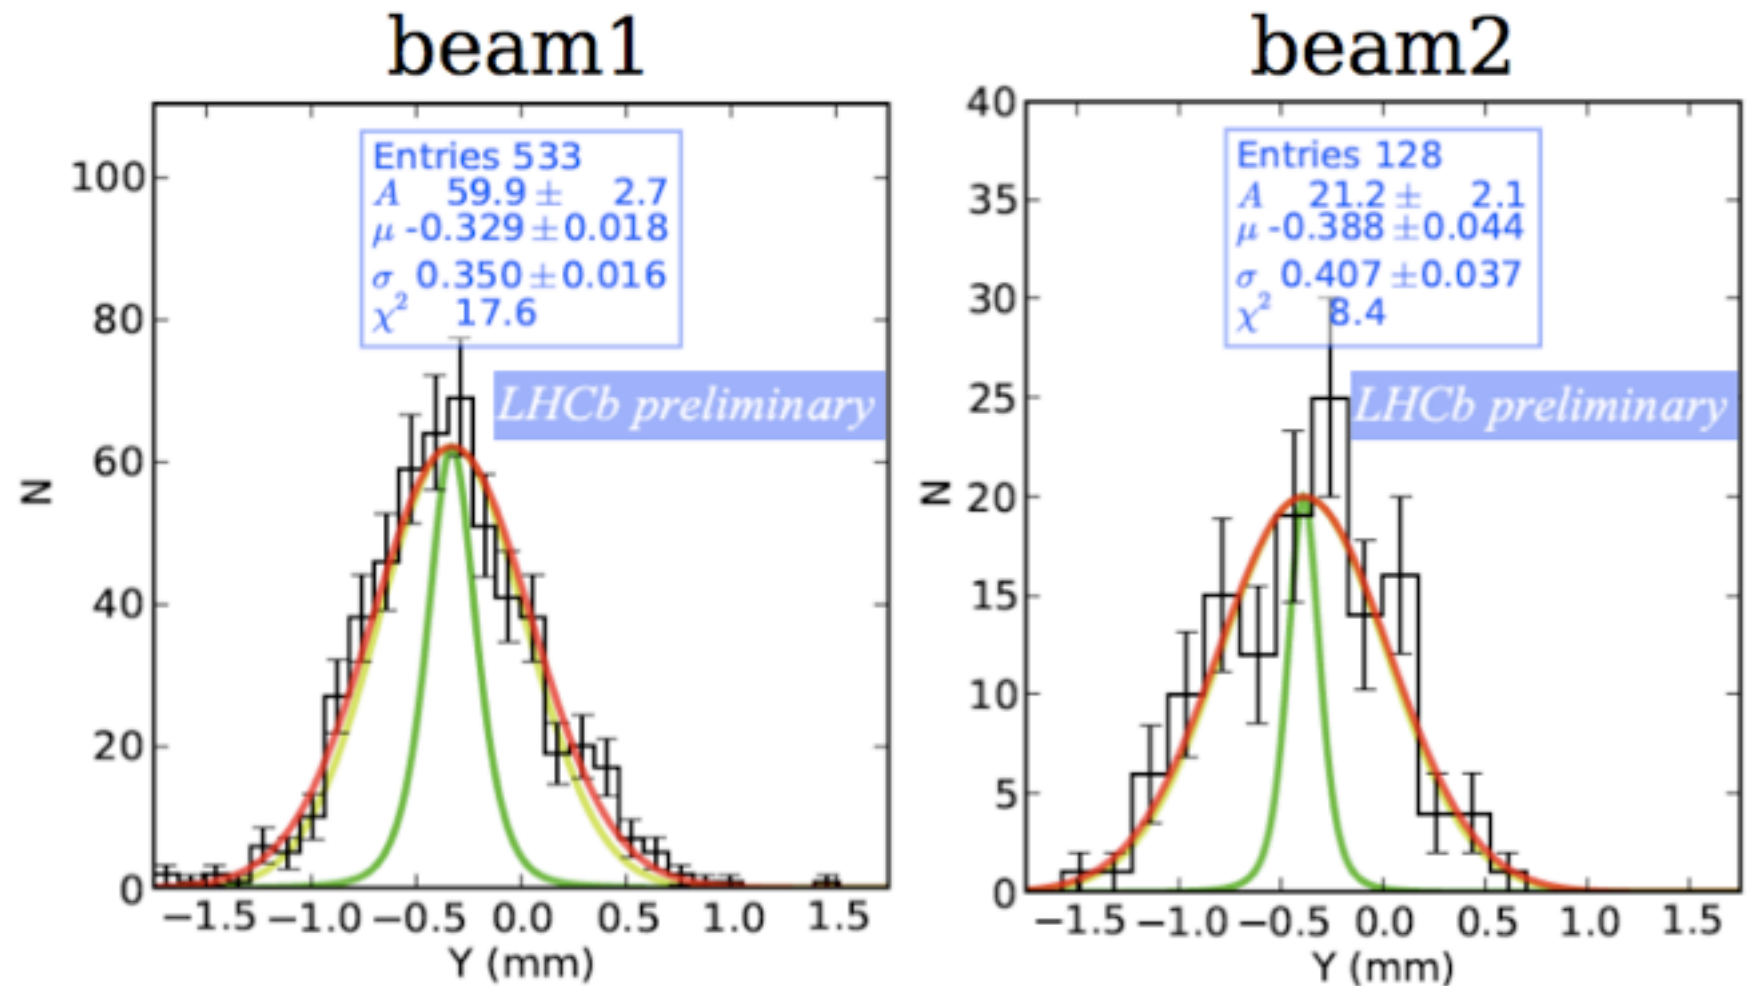 beam1
Entries 533
A 59.9 ± 2.7
μ -0.329 ±0.018
σ 0.350 ±0.016
χ² 17.6
LHCb preliminary
100
80
60
40
20
0
N
−1.5 −1.0 −0.5 0.0 0.5 1.0 1.5
Y (mm)
beam2
Entries 128
A 21.2 ± 2.1
μ -0.388 ±0.044
σ 0.407 ±0.037
χ² 8.4
LHCb preliminary
40
35
30
25
20
15
10
5
0
N
−1.5 −1.0 −0.5 0.0 0.5 1.0 1.5
Y (mm)